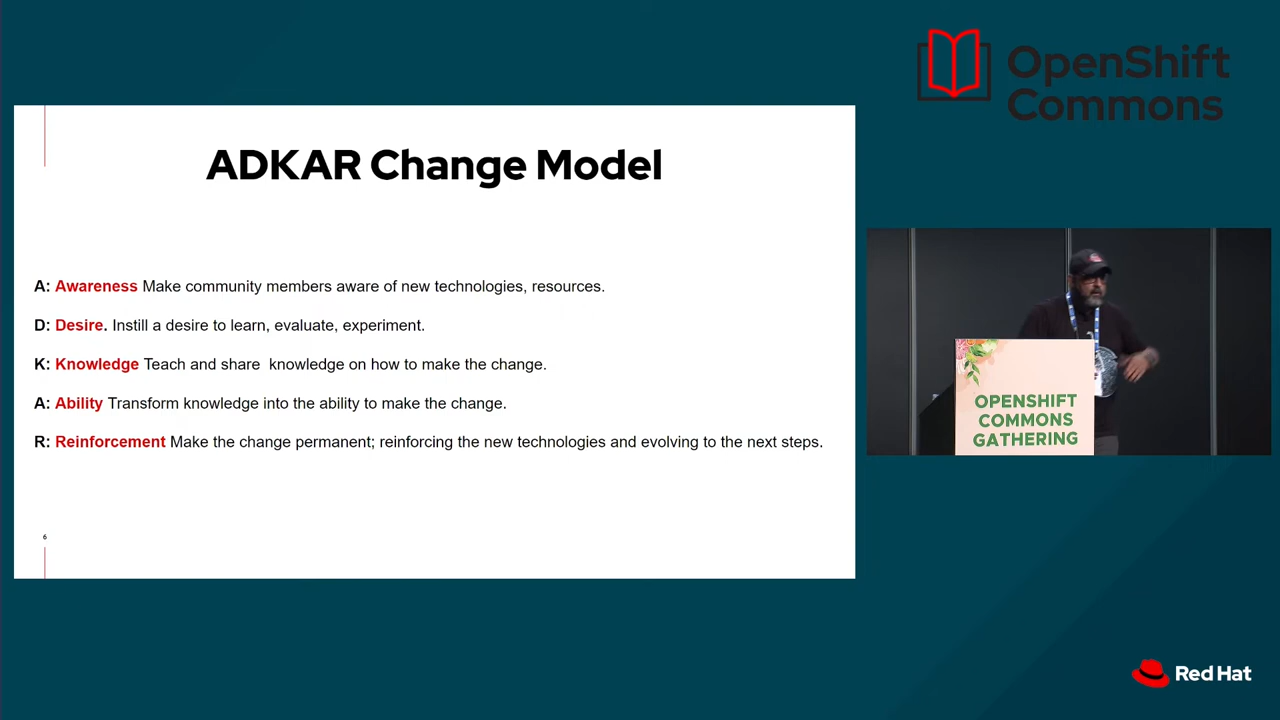 OpenShift
Commons
ADKAR Change Model
A: Awareness Make community members aware of new technologies, resources.
D: Desire. Instill a desire to learn, evaluate, experiment.
K: Knowledge Teach and share  knowledge on how to make the change.
A: Ability Transform knowledge into the ability to make the change.
R: Reinforcement Make the change permanent; reinforcing the new technologies and evolving to the next steps.
6
OPENSHIFT
COMMONS
GATHERING
Red Hat